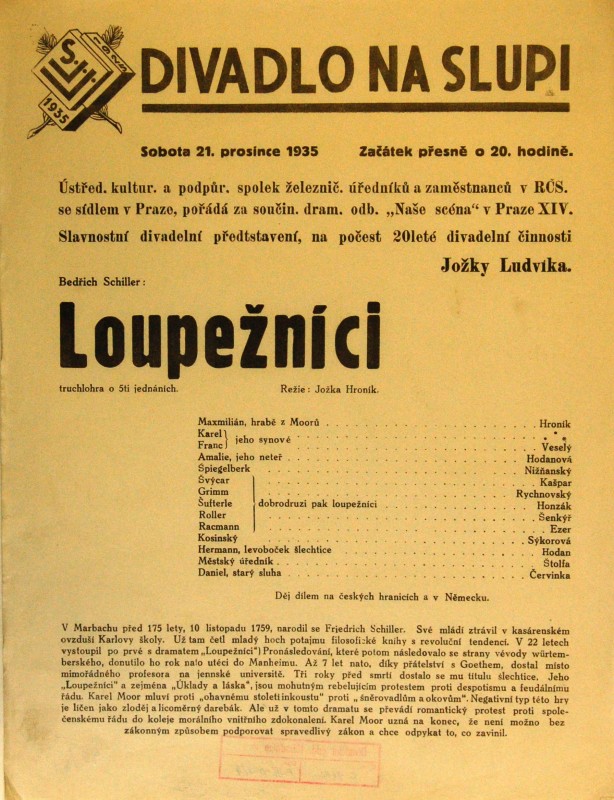 S.H.
1925
1935
DIVADLO NA SLUPI
Sobota 21. prosince 1935 Začátek přesně o 20. hodině.
Ústřed. kultur. a podpůr. spolek železnič. úředníků a zaměstnanců v RČS.
se sídlem v Praze, pořádá za součin. dram. odb. „Naše scéna" v Praze XIV.
Slavnostní divadelní předtstavení, na počest 20leté divadelní činnosti
Jožky Ludvíka.
Bedřich Schiller:
Loupežníci
truchlohra o 5ti jednáních. Režie: Jožka Hroník.
Maxmilián, hrabě z Moorů . . . Hroník
Karel } jeho synové . . . * * *
Franc } Veselý
Amalie, jeho neteř . . . Hodanová
Spiegelberk . . . Nížňanský
Švýcar . . . Kašpar
Grimm . . . Rychnovský
Šufterle dobrodruzi pak loupežníci . . . Honzák
Roller . . . Šenkýř
Racmann . . . Ezer
Kosinský . . . Sýkorová
Hermann, levoboček šlechtice . . . Hodan
Městský úředník . . . Štolfa
Daniel, starý sluha . . . Červinka
Děj dílem na českých hranicích a v Německu.
V Marbachu před 175 lety, 10 listopadu 1759, narodil se Friedrich Schiller. Své mládí ztrávil v kasárenském
ovzduší Karlovy školy. Už tam četl mladý hoch potajmu filosofické knihy s revoluční tendencí. V 22 letech
vystoupil po prvé s dramatem „Loupežníci") Pronásledování, které potom následovalo se strany vévody würtem-
berského, donutilo ho rok nato utéci do Manheimu. Až 7 let nato, díky přátelství s Goethem, dostal místo
mimořádného profesora na jennské universitě. Tři roky před smrtí dostalo se mu titulu šlechtice. Jeho
„Loupežníci" a zejména „Úklady a láska", jsou mohutným rebelujícím protestem proti despotismu a feudálnímu
řádu. Karel Moor mluví proti „ohavnému století inkoustu" proti „šněrovadlům a okovům". Negativní typ této hry
je líčen jako zloděj a licoměrný darebák. Ale už v tomto dramatu se převádí romantický protest proti spole-
čenskému řádu do koleje morálního vnitřního zdokonalení. Karel Moor uzná na konec, že není možno bez
zákonným způsobem podporovat spravedlivý zákon a chce odpykat to, co zavinil.